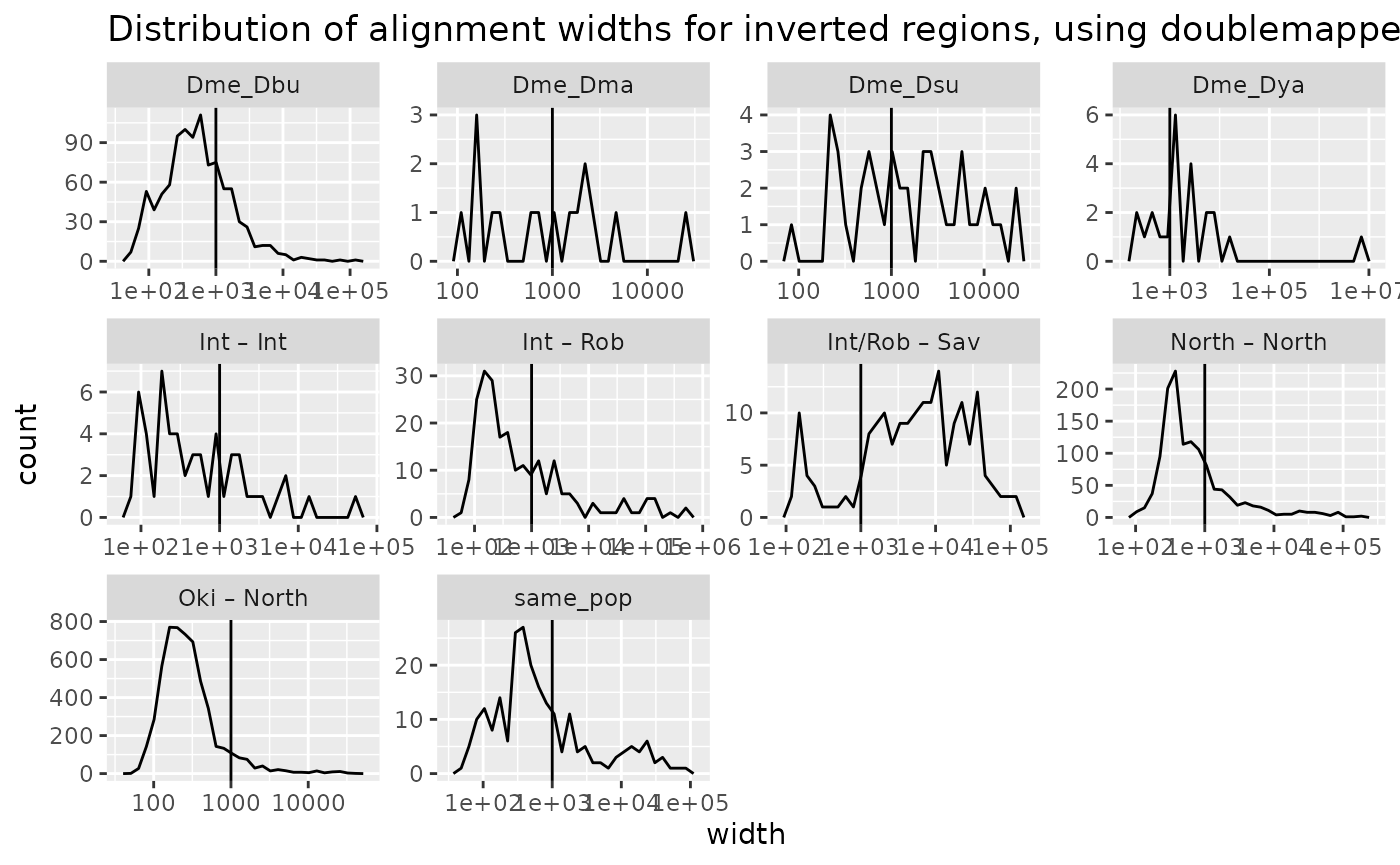 Distribution of alignment widths for inverted regions, using doublemappe
Dme_Dbu Dme_Dma Dme_Dsu Dme_Dya
90 60 30 0
3 2 1 0
4 3 2 1 0
6 4 2 0
1e+02 1e+03 1e+04 1e+05
100 1000 10000
100 1000 10000
1e+03 1e+05 1e+07
Int – Int Int – Rob Int/Rob – Sav North – North
6 4 2 0
30 20 10 0
10 5 0
200 150 100 50 0
1e+02 1e+03 1e+04 1e+05
1e+02 1e+03 1e+04 1e+05 1e+06
1e+02 1e+03 1e+04 1e+05
1e+02 1e+03 1e+04 1e+05
Oki – North same_pop
800 600 400 200 0
20 10 0
100 1000 10000
1e+02 1e+03 1e+04 1e+05
count
width